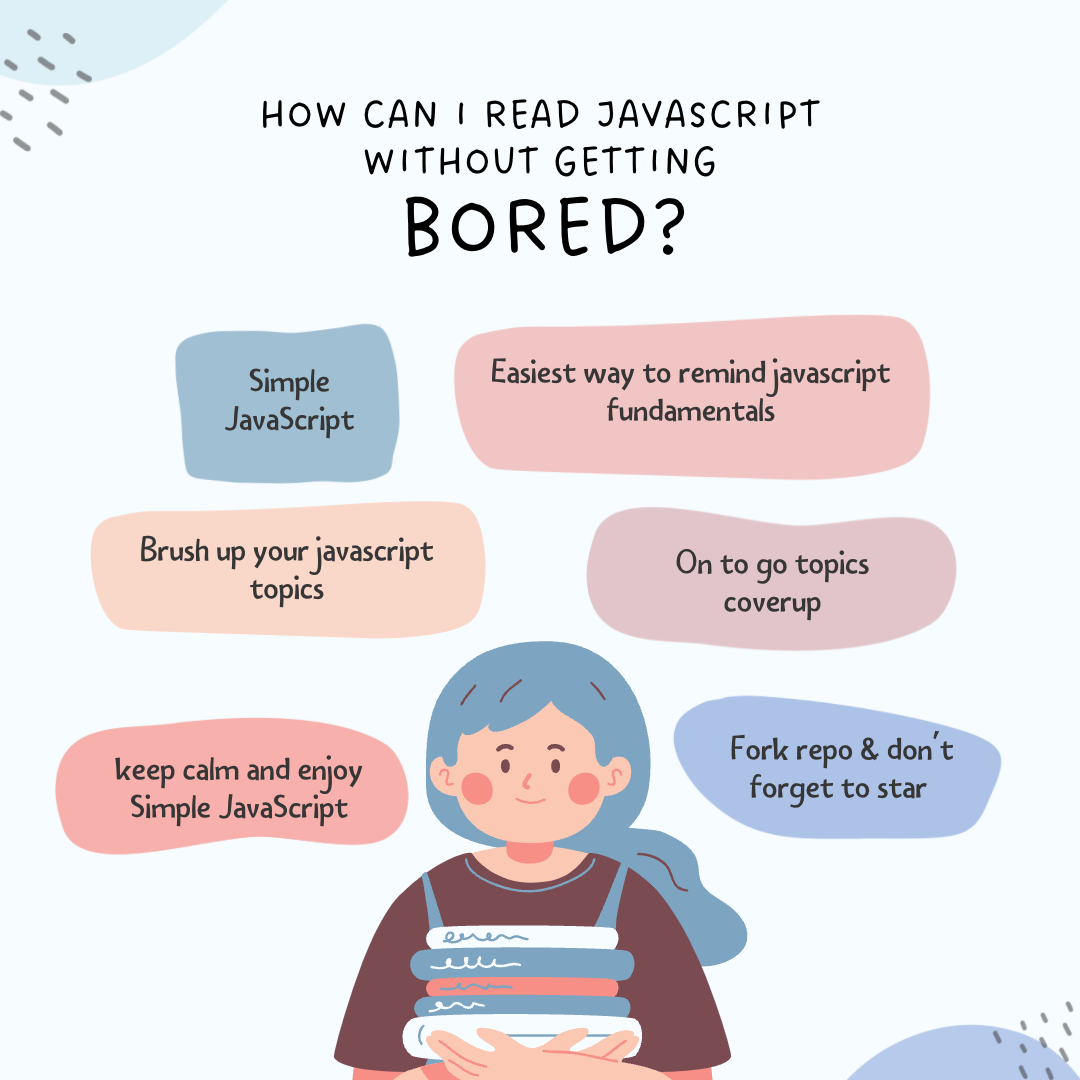 HOW CAN I READ JAVASCRIPT
WITHOUT GETTING
BORED?
Simple
JavaScript
Easiest way to remind javascript
fundamentals
Brush up your javascript
topics
On to go topics
coverup
keep calm and enjoy
Simple JavaScript
Fork repo & don't
forget to star